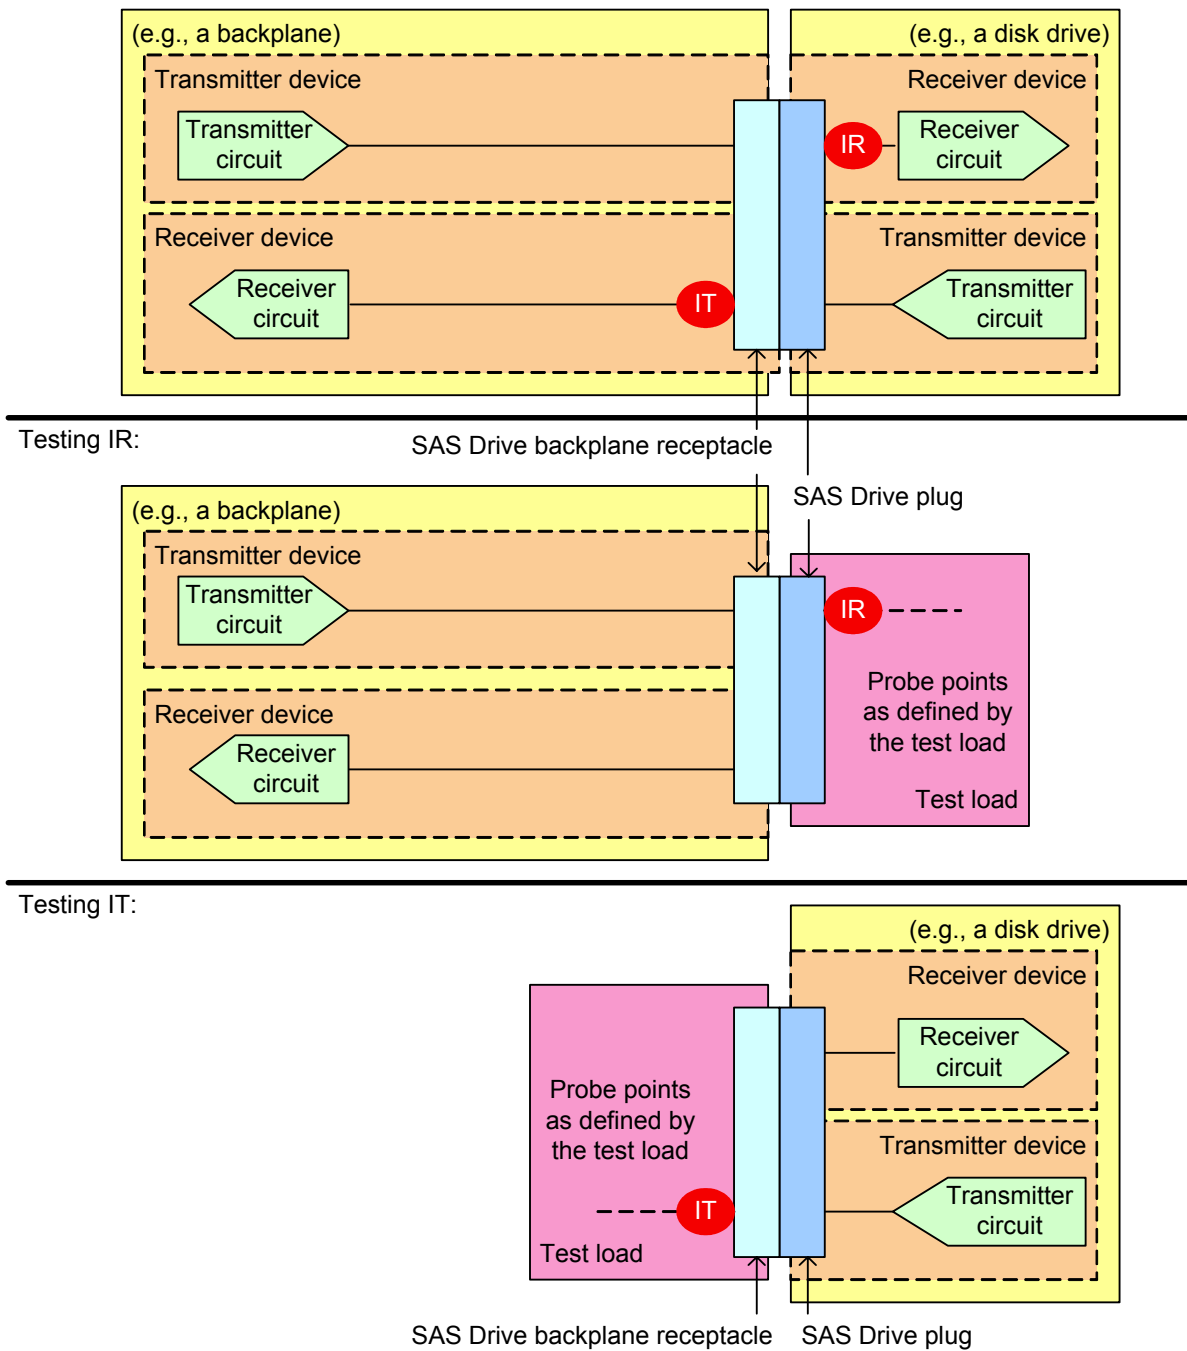 (e.g., a backplane)
(e.g., a disk drive)
Transmitter device
Receiver device
Transmitter
circuit
IR
Receiver
circuit
Receiver device
Transmitter device
Receiver
circuit
IT
Transmitter
circuit
Testing IR:
SAS Drive backplane receptacle
SAS Drive plug
(e.g., a backplane)
Transmitter device
Transmitter
circuit
IR
Probe points
as defined by
the test load
Receiver device
Receiver
circuit
Test load
Testing IT:
(e.g., a disk drive)
Receiver device
Receiver
circuit
Probe points
as defined by
the test load
Transmitter device
IT
Transmitter
circuit
Test load
SAS Drive backplane receptacle
SAS Drive plug